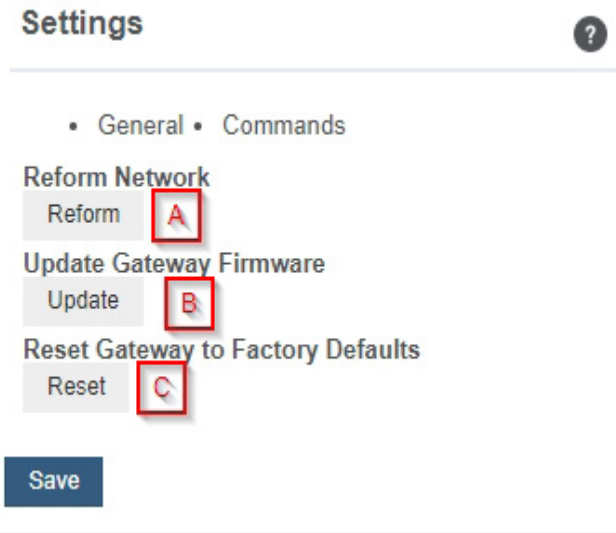 Settings
?
• General • Commands
Reform Network
Reform A
Update Gateway Firmware
Update B
Reset Gateway to Factory Defaults
Reset C
Save